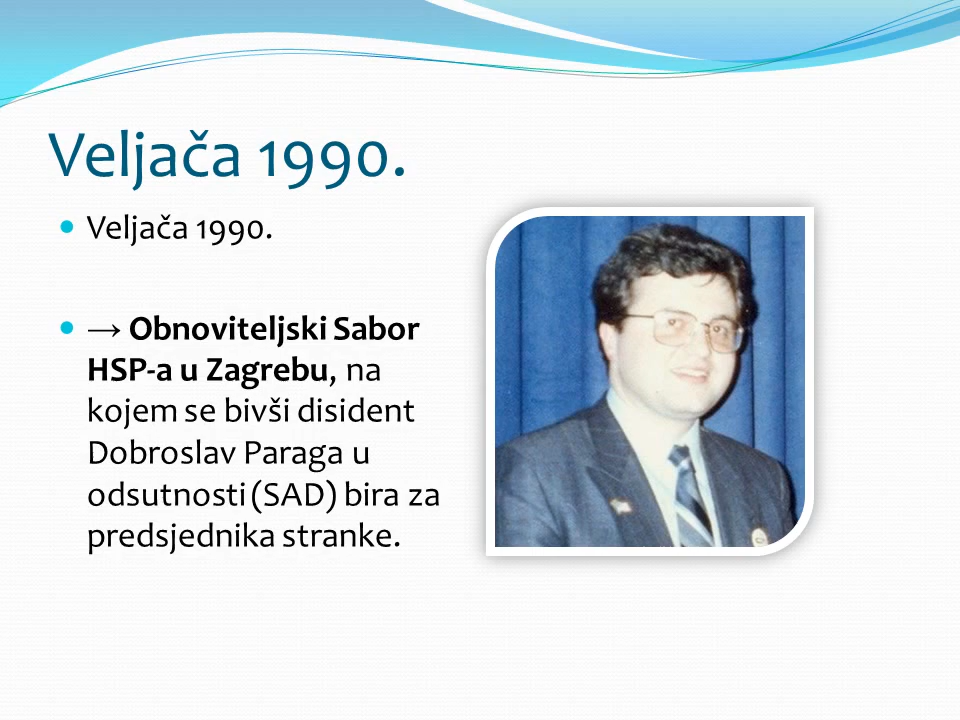 Veljača 1990.
Veljača 1990.
→ Obnoviteljski Sabor
HSP-a u Zagrebu, na
kojem se bivši disident
Dobroslav Paraga u
odsutnosti (SAD) bira za
predsjednika stranke.